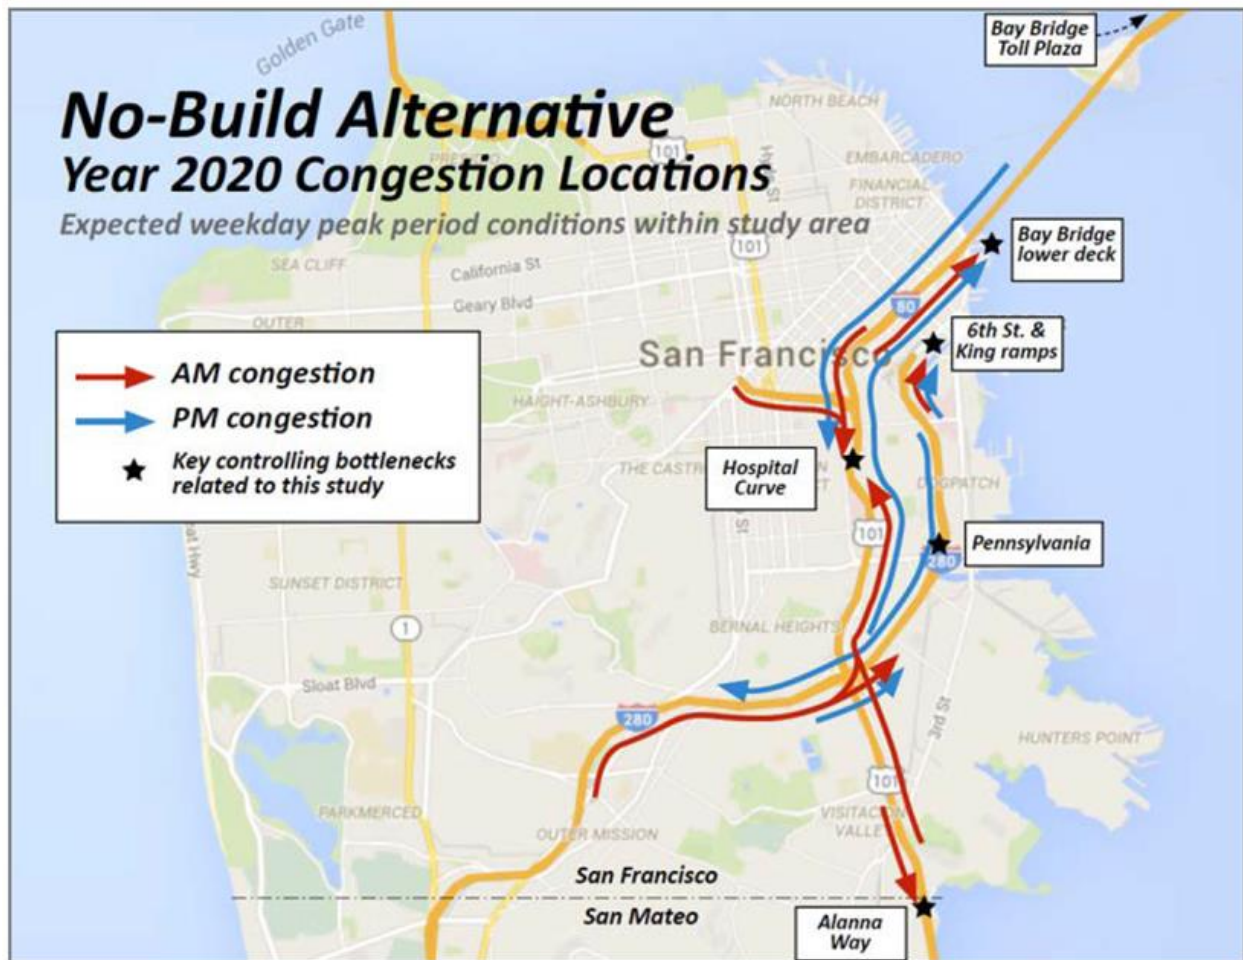 Golden Gate
Bay Bridge
Toll Plaza
No-Build Alternative
Year 2020 Congestion Locations
Expected weekday peak period conditions within study area
NORTH BEACH
101
Hyde St
EMBARCADERO
FINANCIAL
DISTRICT
101
SEA CLIFF
California St
Geary Blvd
OUTER
Bay Bridge
lower deck
80
6th St. &
King ramps
San Francisco
AM congestion
PM congestion
Key controlling bottlenecks
related to this study
HAIGHT-ASHBURY
THE CASTR
Hospital
Curve
DOGPATCH
101
Pennsylvania
280
SUNSET DISTRICT
1
BERNAL HEIGHTS
Sloat Blvd
280
3rd St
HUNTERS POINT
101
PARKMERCED
VISITACION
VALLEY
OUTER MISSION
San Francisco
San Mateo
Alanna
Way